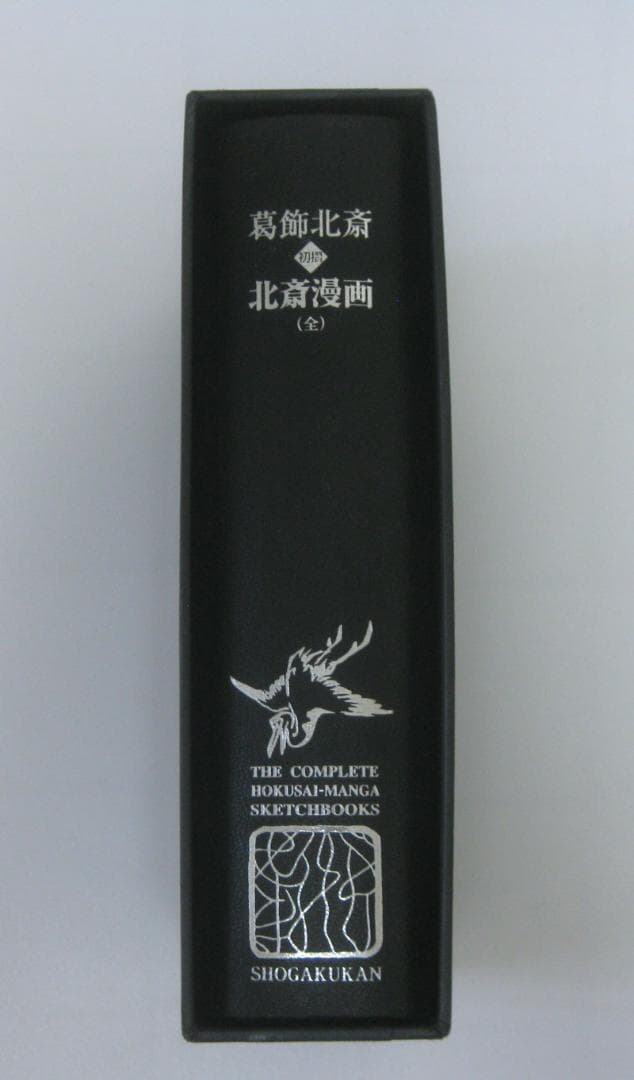 葛飾北斎
初摺
北斎漫画
(全)
THE COMPLETE
HOKUSAI-MANGA
SKETCHBOOKS
SHOGAKUKAN